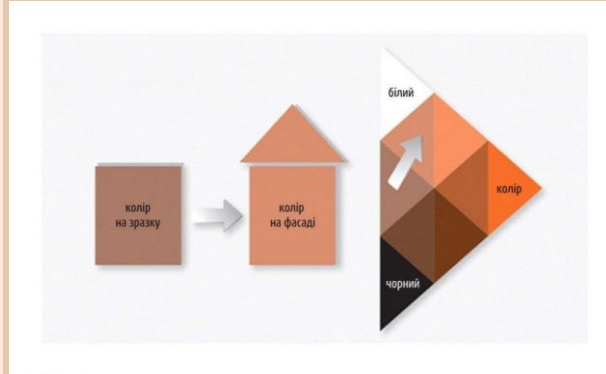 колір
на зразку
колір
на фасаді
білий
колір
чорний